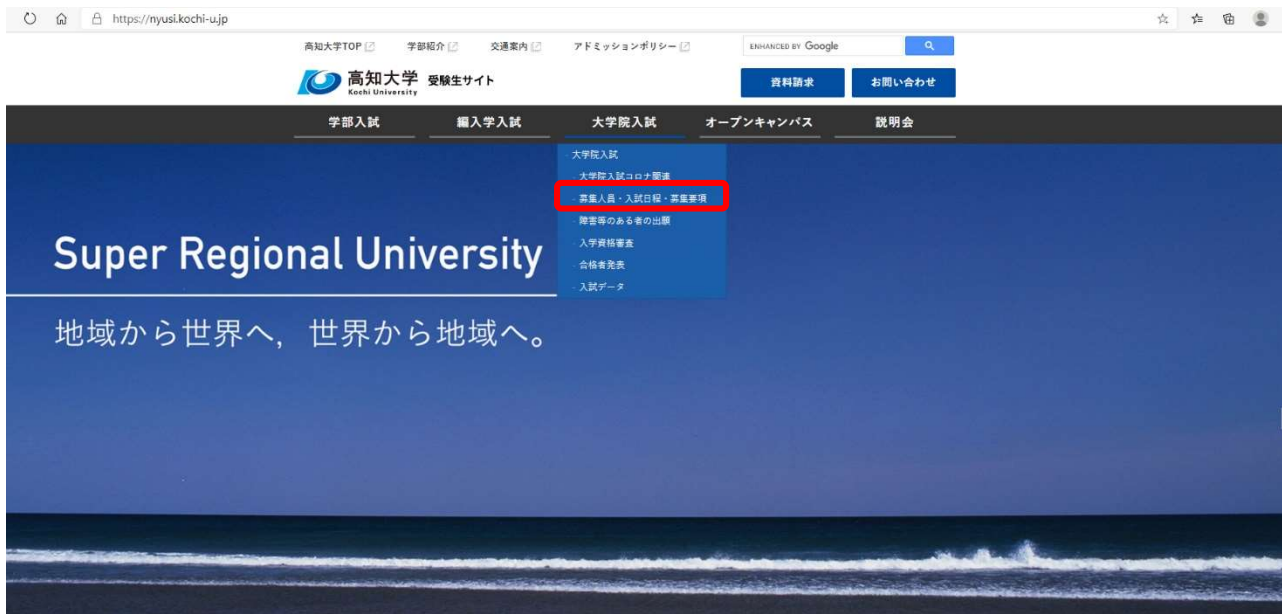 https://nyusi.kochi-u.jp
高知大学TOP 学部紹介 交通案内 アドミッションポリシー ENHANCED BY Google
高知大学 受験生サイト 資料請求 お問い合わせ
Kochi University
学部入試 編入学入試 大学院入試 オープンキャンパス 説明会
大学院入試
大学院入試コロナ関連
募集人員・入試日程・募集要項
障害等のある者の出願
入学資格審査
合格者発表
入試データ
Super Regional University
地域から世界へ，世界から地域へ。